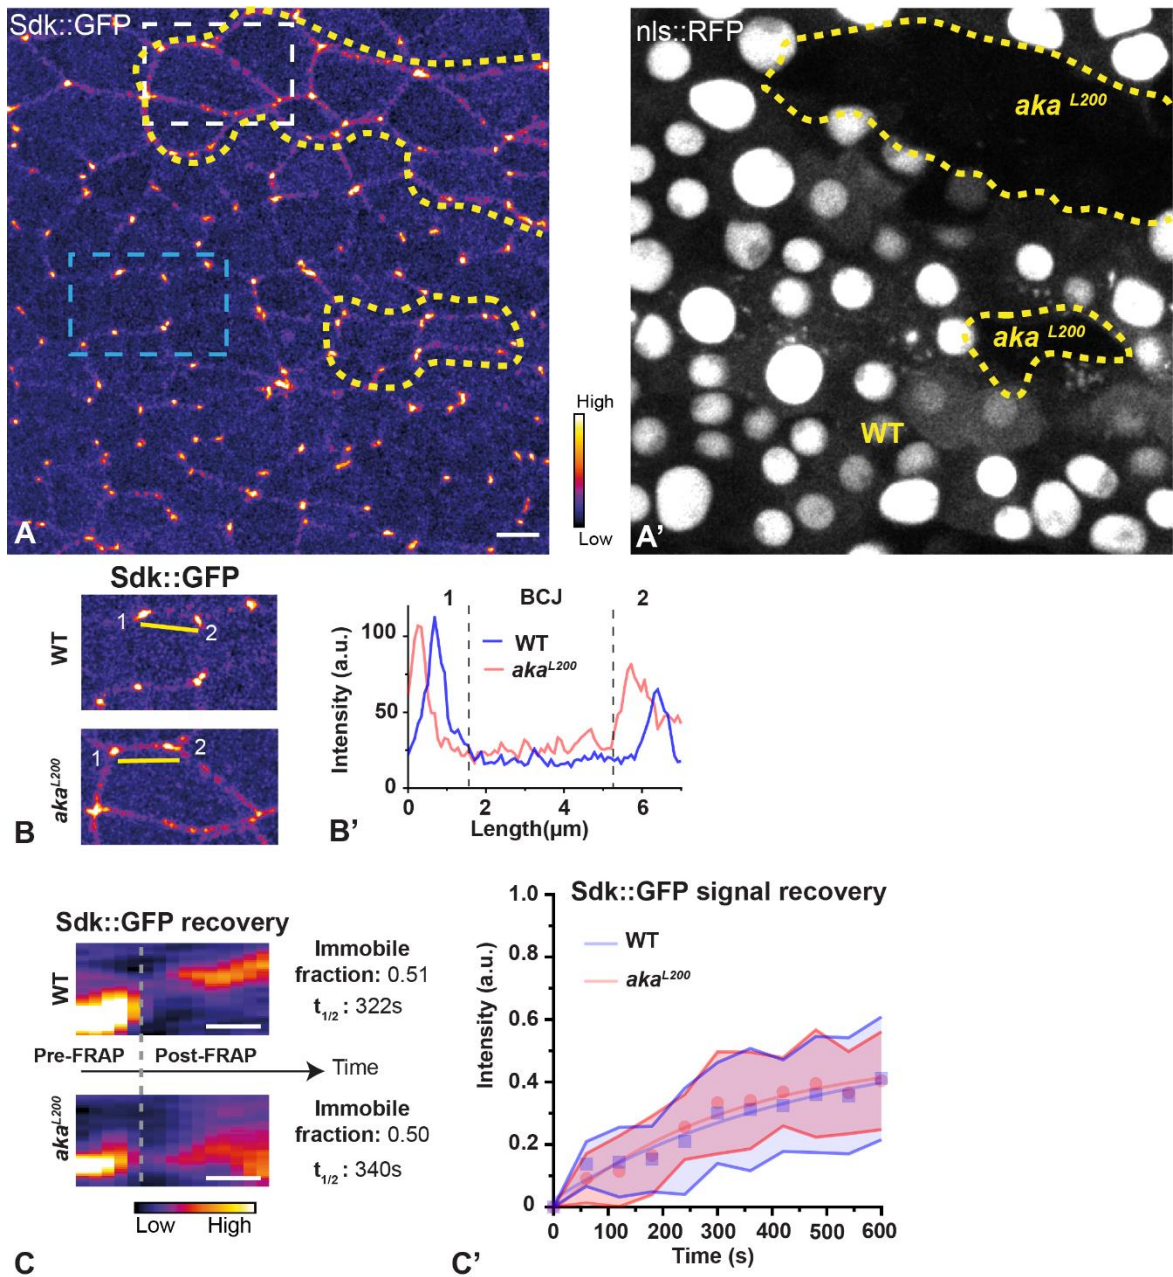 Sdk::GFP
nls::RFP
aka L200
aka L200
WT
High
Low
A
A'
Sdk::GFP
WT
1
2
aka L200
1
2
B
1 BCJ 2
WT
aka L200
Intensity (a.u.)
100
50
0
0 2 4 6
Length(µm)
B'
Sdk::GFP recovery
WT
Immobile
fraction: 0.51
t1/2 : 322s
Pre-FRAP Post-FRAP
Time
aka L200
Immobile
fraction: 0.50
t1/2 : 340s
Low High
C
Sdk::GFP signal recovery
WT
aka L200
Intensity (a.u.)
1.0
0.8
0.6
0.4
0.2
0
0 100 200 300 400 500 600
Time (s)
C'